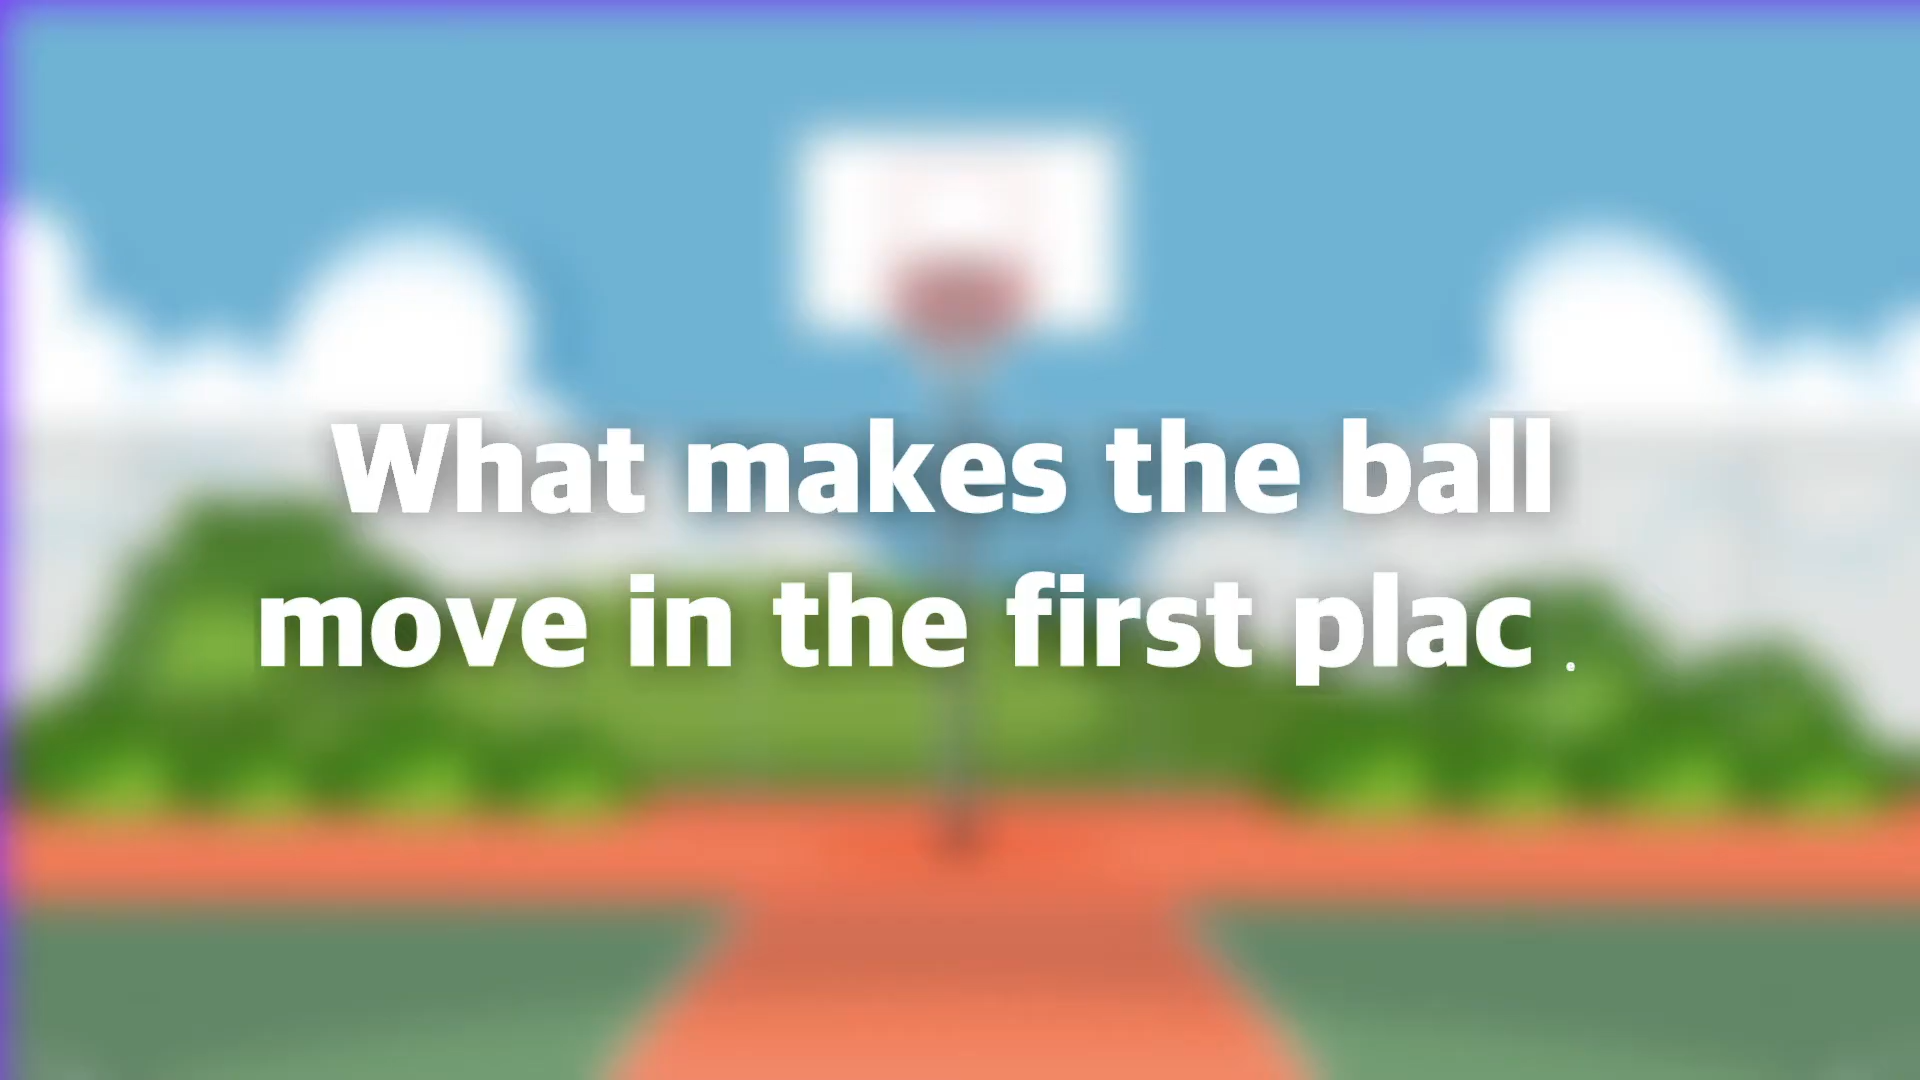 What makes the ball
move in the first plac .